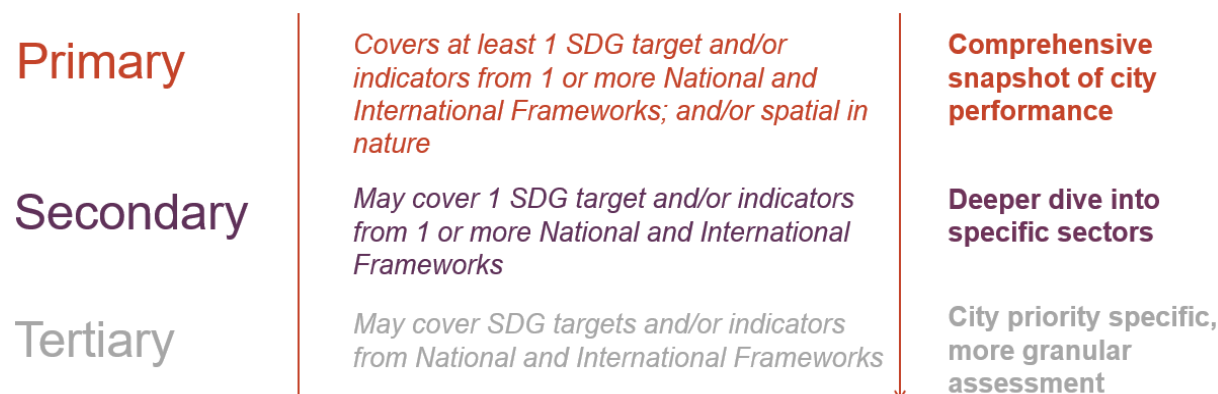 Primary
Covers at least 1 SDG target and/or
indicators from 1 or more National and
International Frameworks; and/or spatial in
nature
Comprehensive
snapshot of city
performance
Secondary
May cover 1 SDG target and/or indicators
from 1 or more National and International
Frameworks
Deeper dive into
specific sectors
Tertiary
May cover SDG targets and/or indicators
from National and International Frameworks
City priority specific,
more granular
assessment